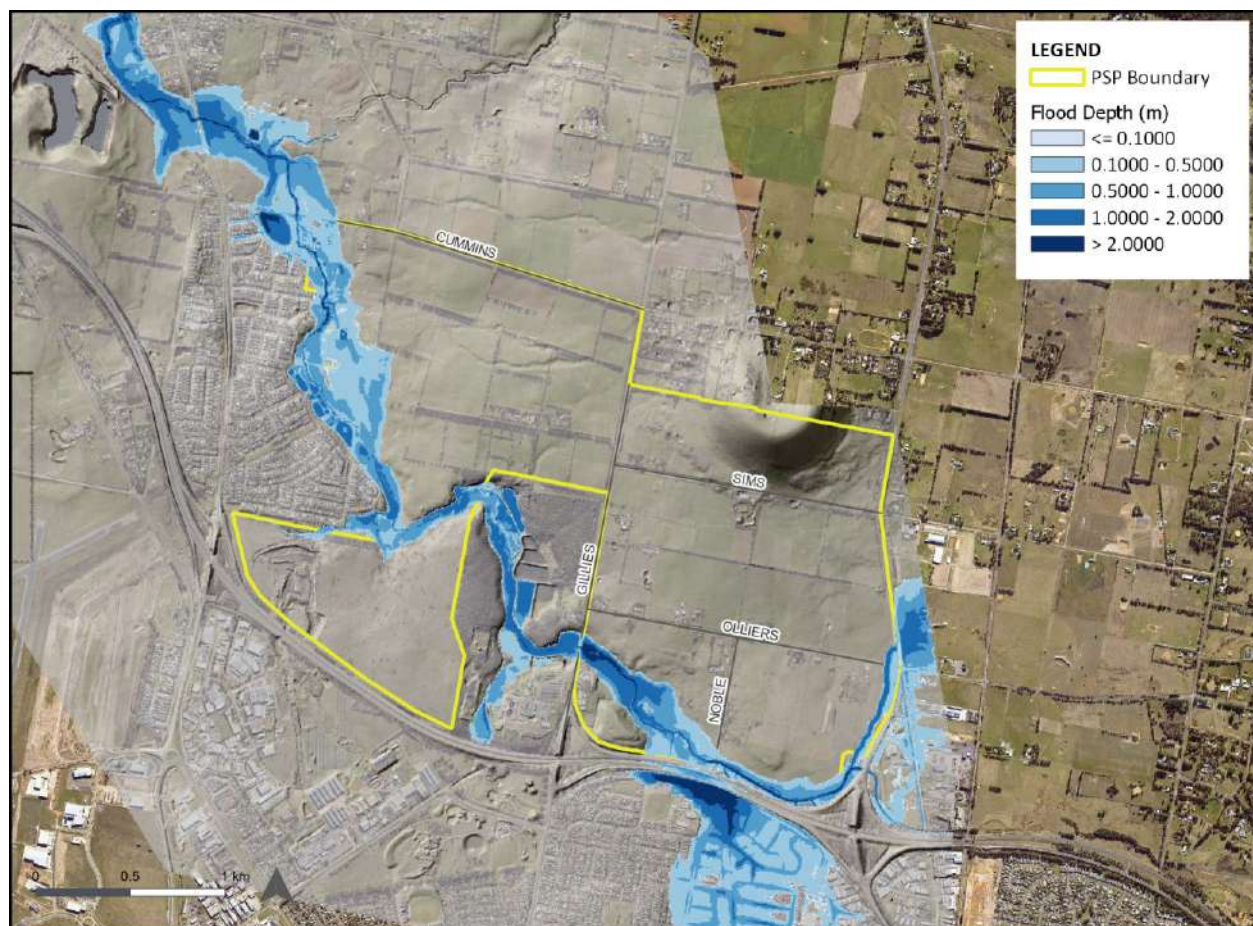 LEGEND
PSP Boundary
Flood Depth (m)
<= 0.1000
0.1000 - 0.5000
0.5000 - 1.0000
1.0000 - 2.0000
> 2.0000
CUMMINS
SIMS
GILLIES
OLLIERS
NOBLE
0 0.5 1 km